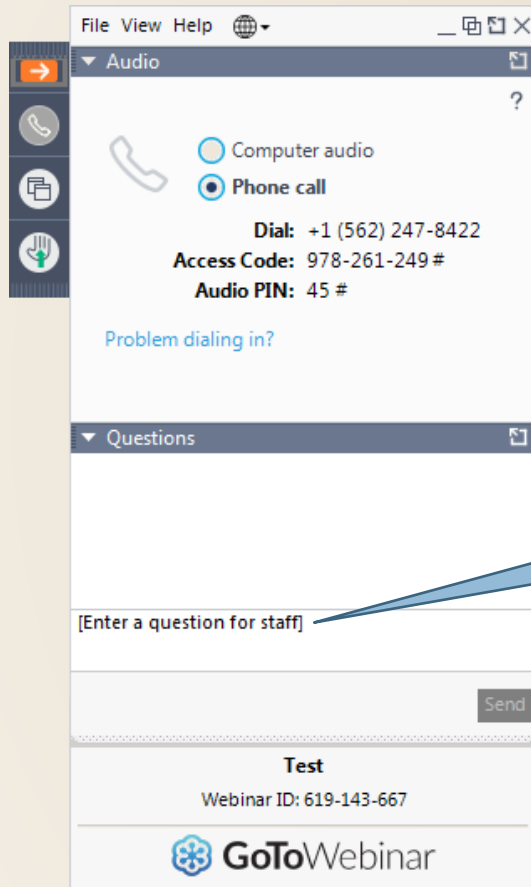 File View Help
Audio
?
Computer audio
Phone call
Dial: +1 (562) 247-8422
Access Code: 978-261-249 #
Audio PIN: 45 #
Problem dialing in?
Questions
[Enter a question for staff]
Send
Test
Webinar ID: 619-143-667
GoToWebinar